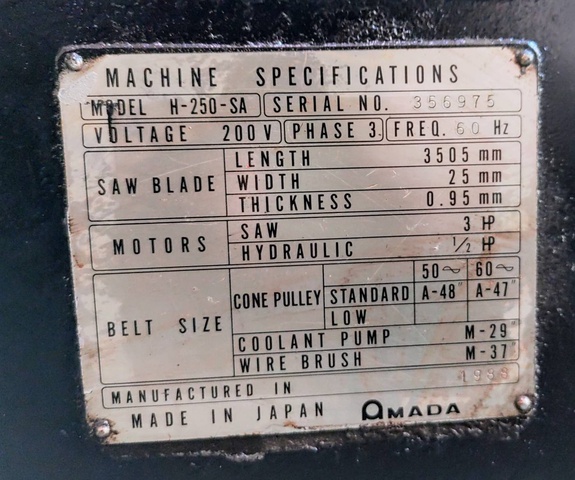 MACHINE SPECIFICATIONS
MODEL H-250-SA SERIAL NO. 356975
VOLTAGE 200 V PHASE 3 FREQ. 60 Hz
SAW BLADE
LENGTH 3505 mm
WIDTH 25 mm
THICKNESS 0.95 mm
MOTORS
SAW 3 HP
HYDRAULIC 1/2 HP
BELT SIZE
50~ 60~
CONE PULLEY STANDARD A-48" A-47"
LOW
COOLANT PUMP M-29"
WIRE BRUSH M-37"
MANUFACTURED IN
MADE IN JAPAN AMADA